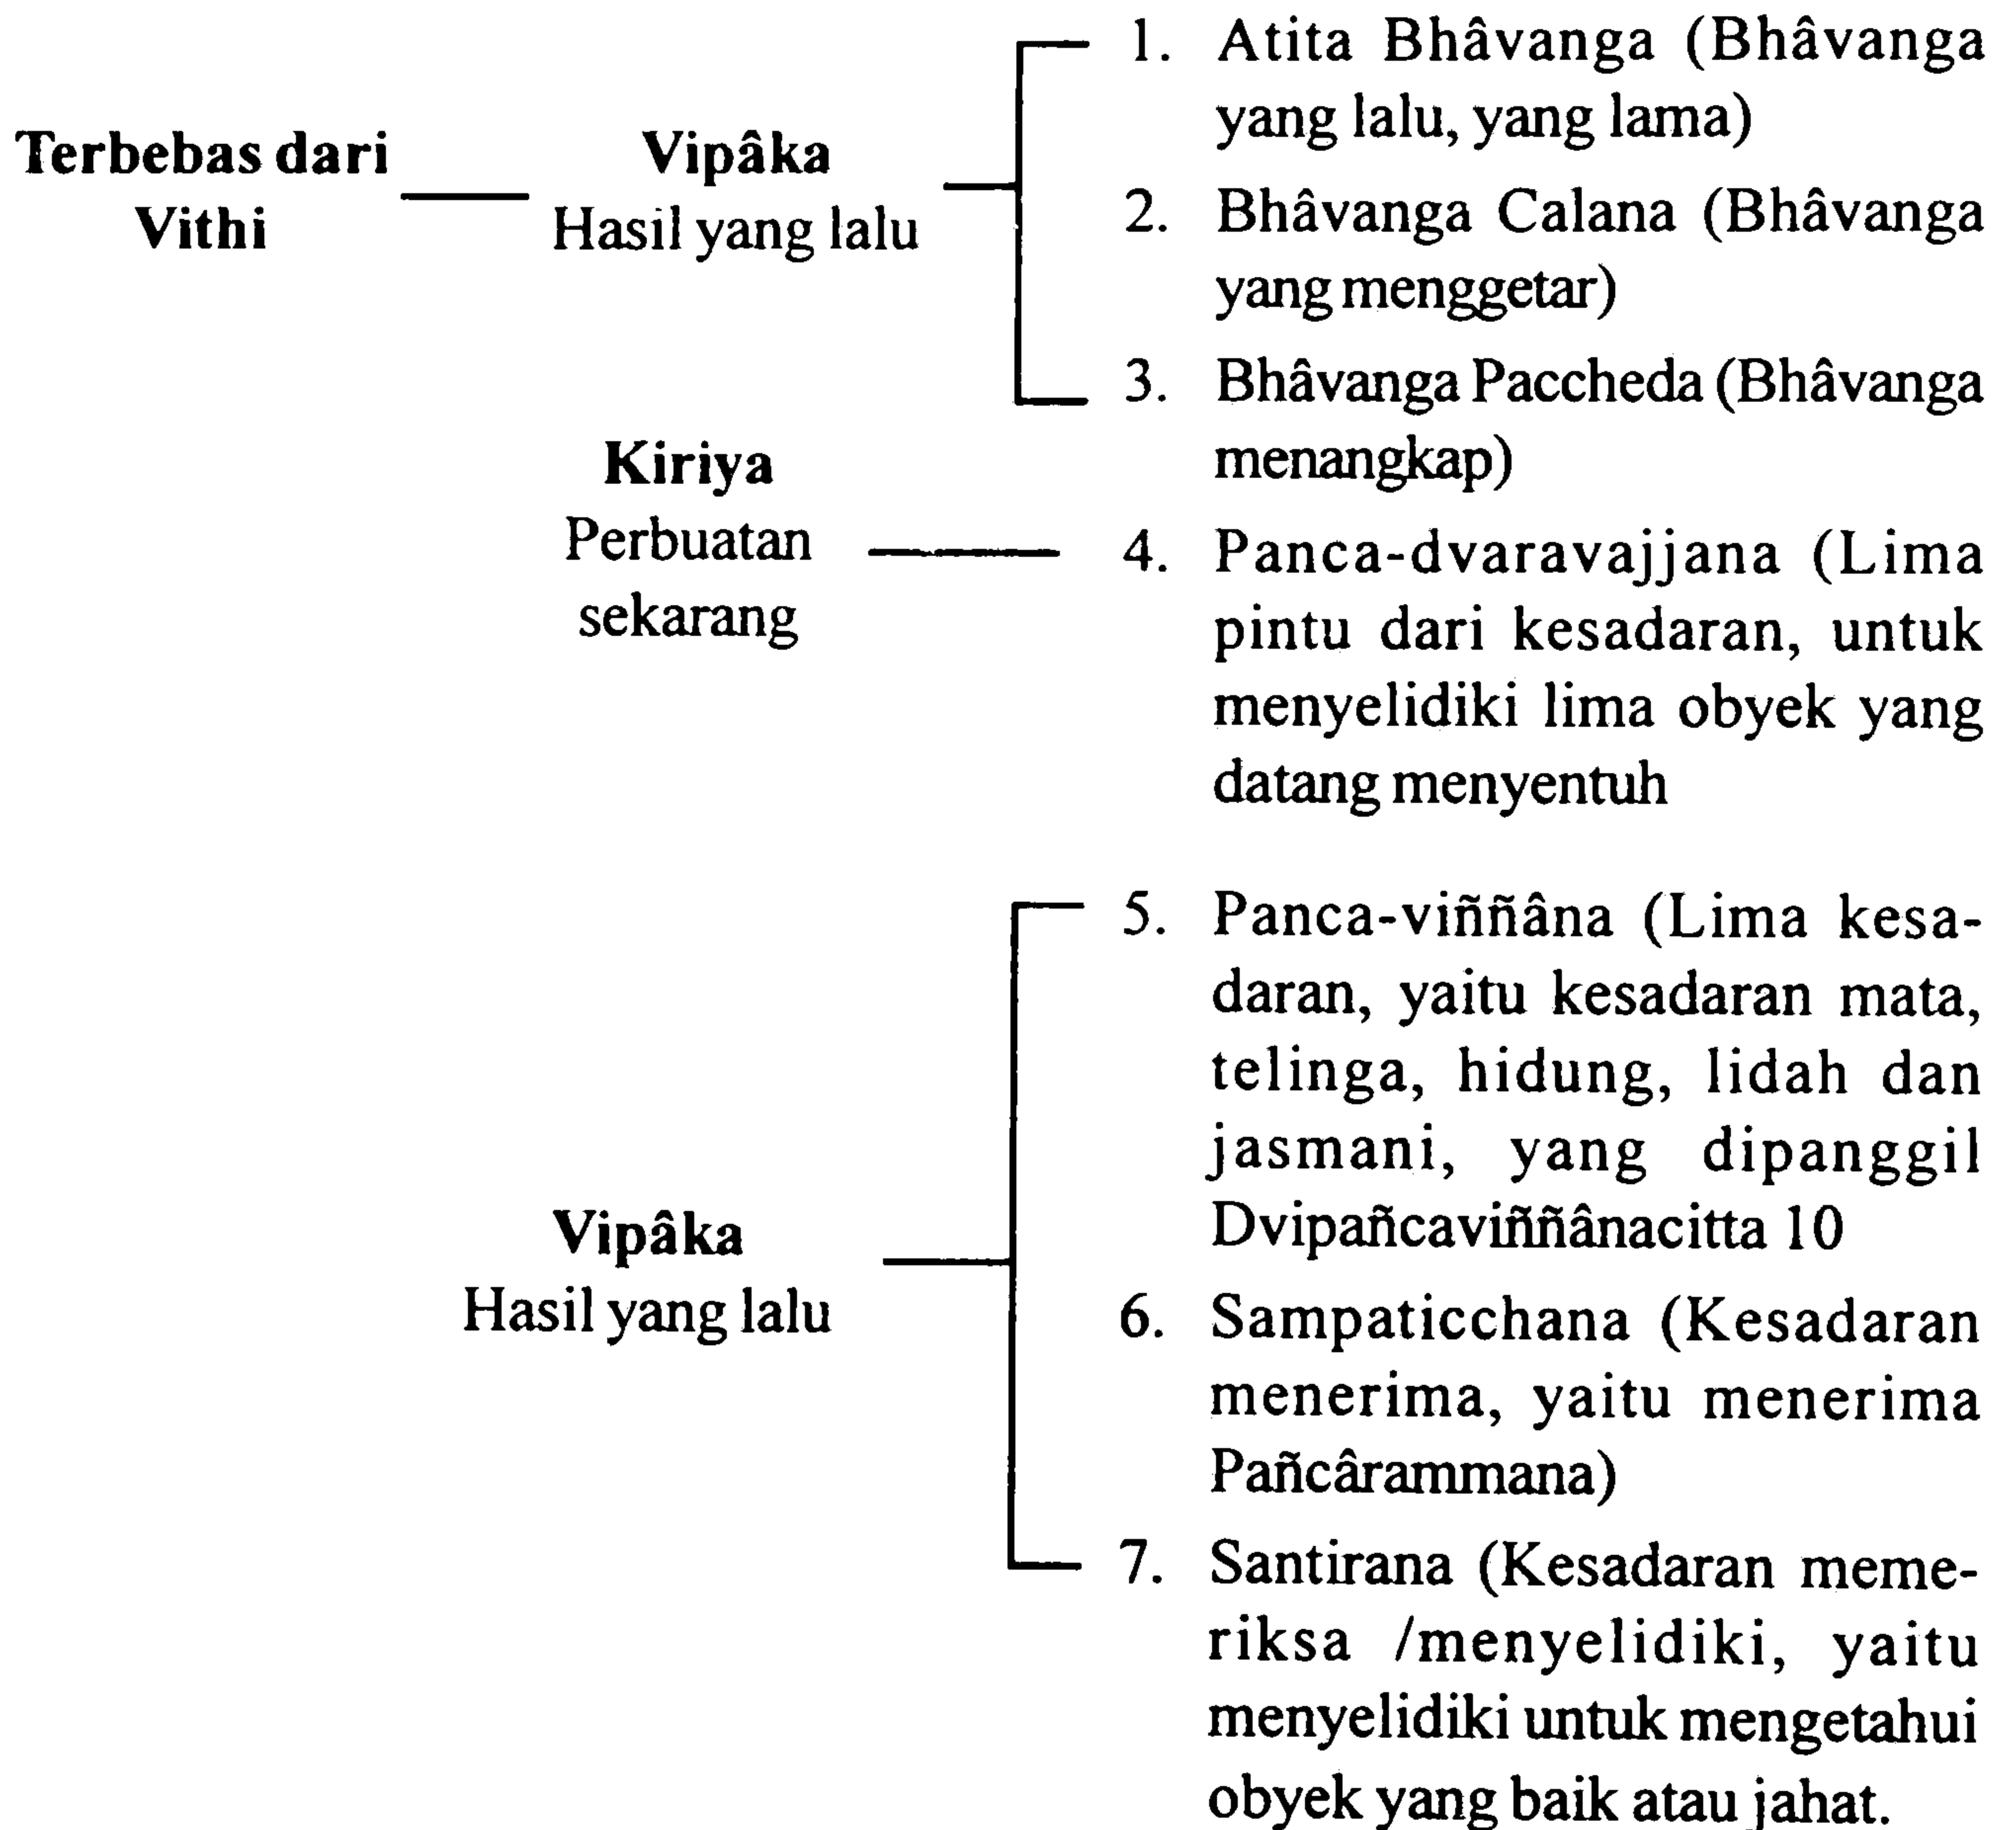 Terbebas dari
Vithi
Vipâka
Hasil yang lalu
1. Atita Bhâvanga (Bhâvanga
yang lalu, yang lama)
2. Bhâvanga Calana (Bhâvanga
yang menggetar)
3. Bhâvanga Paccheda (Bhâvanga
menangkap)
Kiriya
Perbuatan
sekarang
4. Panca-dvaravajjana (Lima
pintu dari kesadaran, untuk
menyelidiki lima obyek yang
datang menyentuh
Vipâka
Hasil yang lalu
5. Panca-viññâna (Lima kesa-
daran, yaitu kesadaran mata,
telinga, hidung, lidah dan
jasmani, yang dipanggil
Dvipañcaviññânacitta 10
6. Sampaticchana (Kesadaran
menerima, yaitu menerima
Pañcârammana)
7. Santirana (Kesadaran meme-
riksa /menyelidiki, yaitu
menyelidiki untuk mengetahui
obyek yang baik atau jahat.